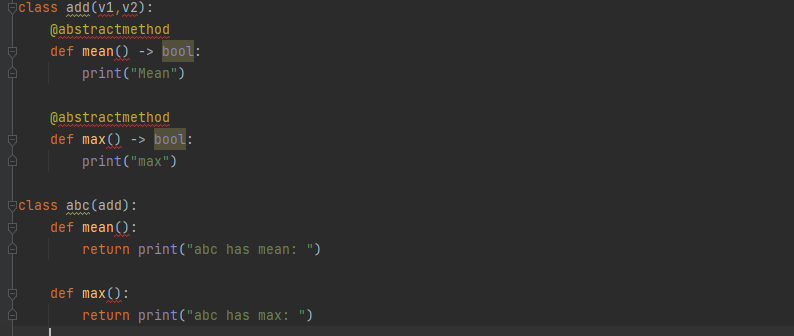 class add(v1,v2):
    @abstractmethod
    def mean() -> bool:
        print("Mean")
    @abstractmethod
    def max() -> bool:
        print("max")
class abc(add):
    def mean():
        return print("abc has mean: ")
    def max():
        return print("abc has max: ")